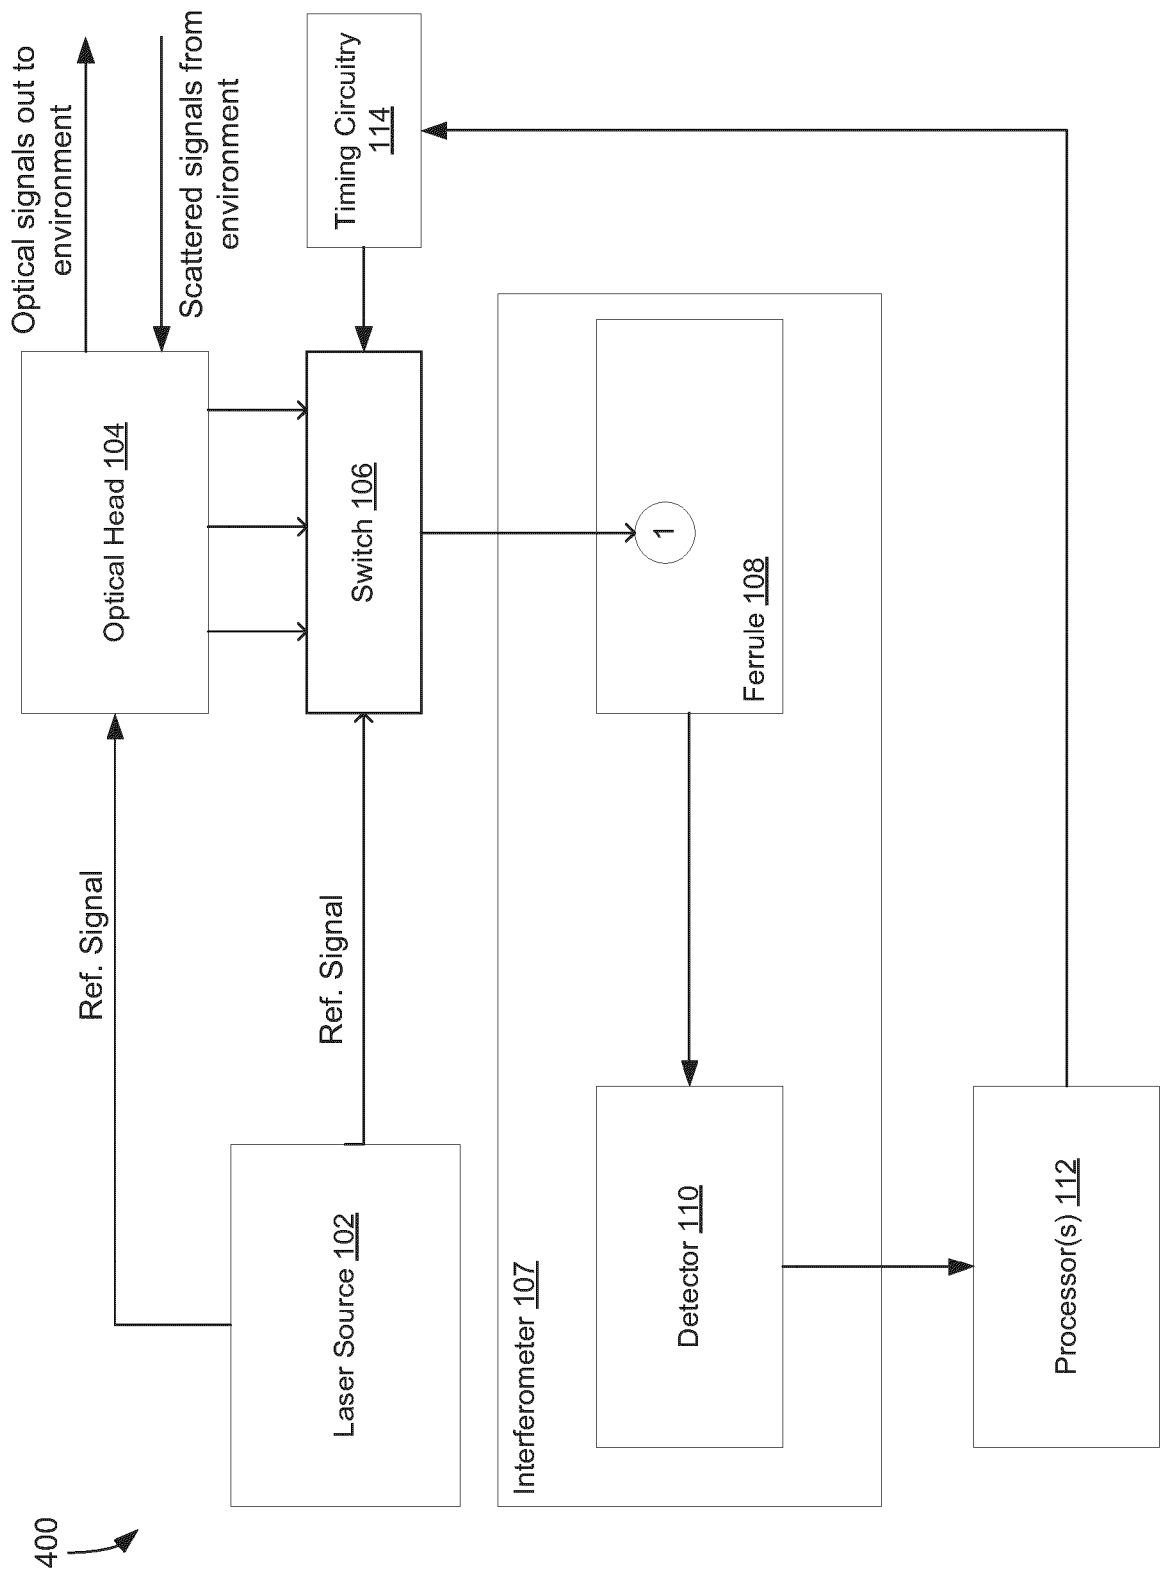 400
Optical signals out to
environment
Scattered signals from
environment
Ref. Signal
Optical Head 104
Ref. Signal
Laser Source 102
Switch 106
Timing Circuitry
114
Interferometer 107
Detector 110
1
Ferrule 108
Processor(s) 112